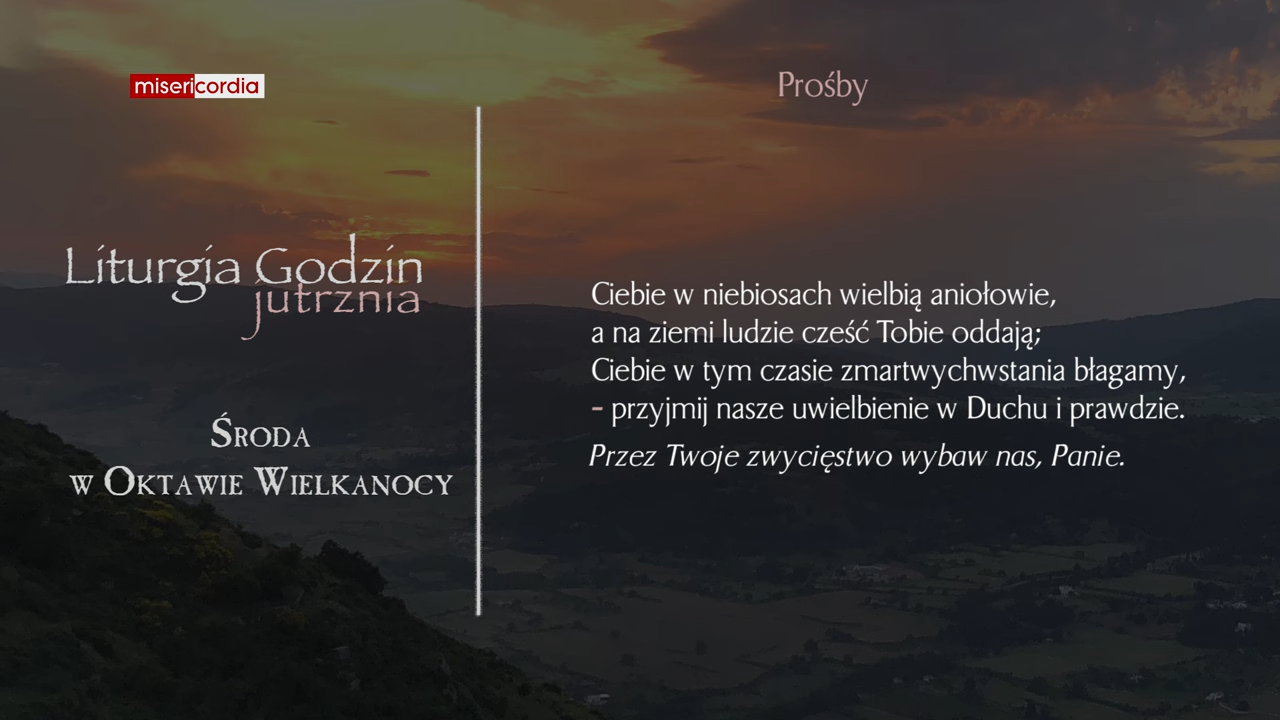 misericordia
Liturgia Godzin
jutrznia
Środa
w Oktawie Wielkanocy
Prośby
Ciebie w niebiosach wielbią aniołowie,
a na ziemi ludzie cześć Tobie oddają;
Ciebie w tym czasie zmartwychwstania błagamy,
- przyjmij nasze uwielbienie w Duchu i prawdzie.
Przez Twoje zwycięstwo wybaw nas, Panie.